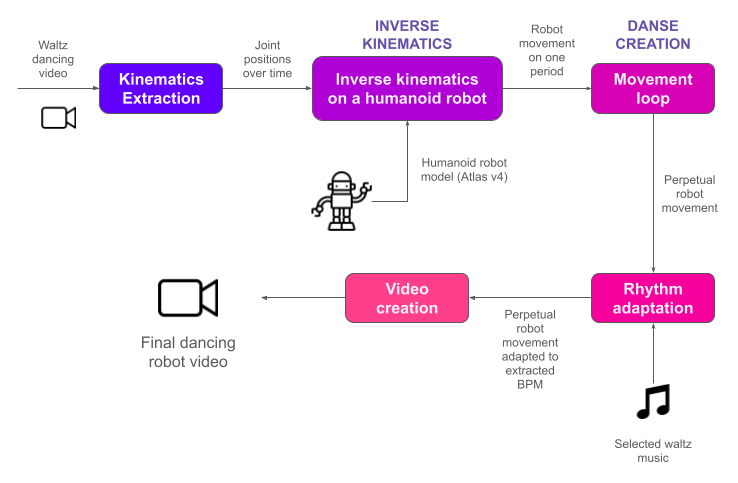 INVERSE
KINEMATICS
DANSE
CREATION
Waltz
dancing
video
Kinematics
Extraction
Joint
positions
over time
Inverse kinematics
on a humanoid robot
Robot
movement
on one
period
Movement
loop
Humanoid robot
model (Atlas v4)
Perpetual
robot
movement
Rhythm
adaptation
Selected waltz
music
Perpetual
robot
movement
adapted to
extracted
BPM
Video
creation
Final dancing
robot video